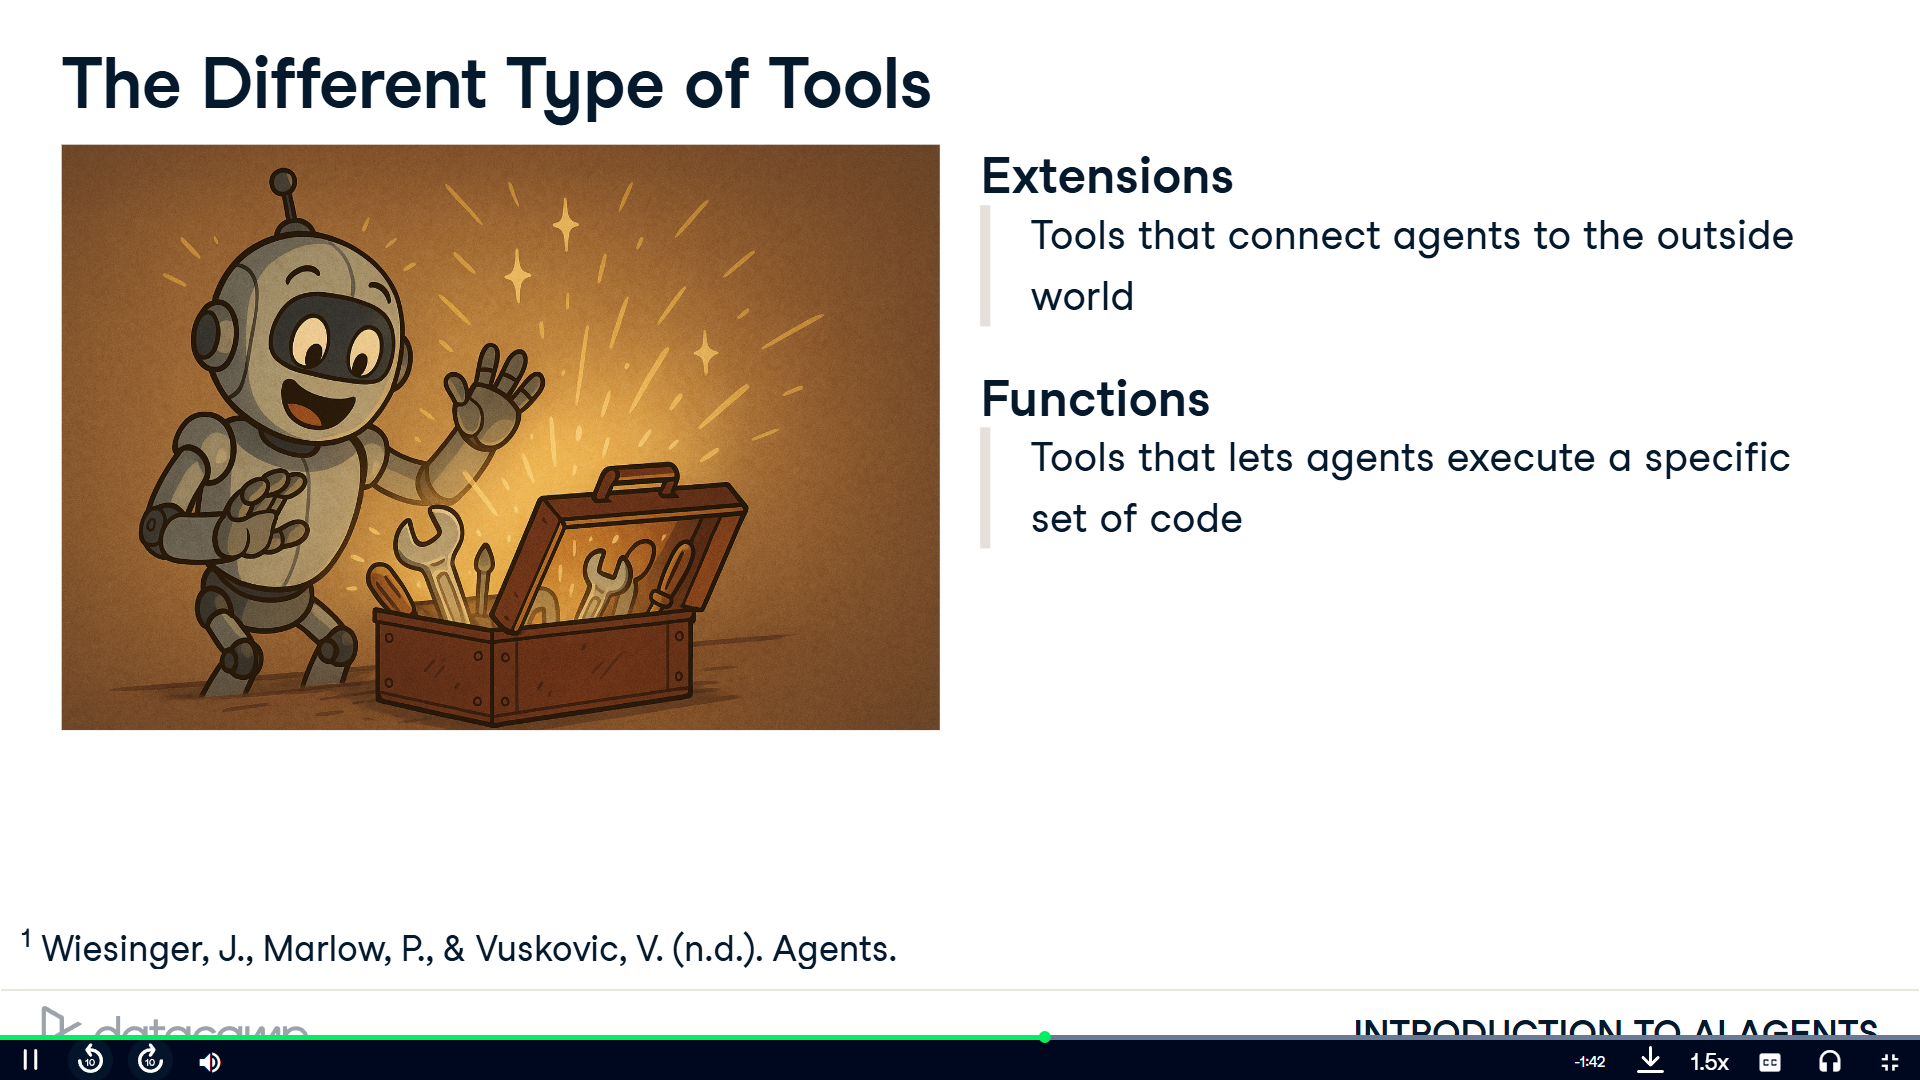 The Different Type of Tools
Extensions
Tools that connect agents to the outside
world
Functions
Tools that lets agents execute a specific
set of code
1 Wiesinger, J., Marlow, P., & Vuskovic, V. (n.d.). Agents.
datacamp
INTRODUCTION TO AI AGENTS
10
10
-1:42
1.5x
CC